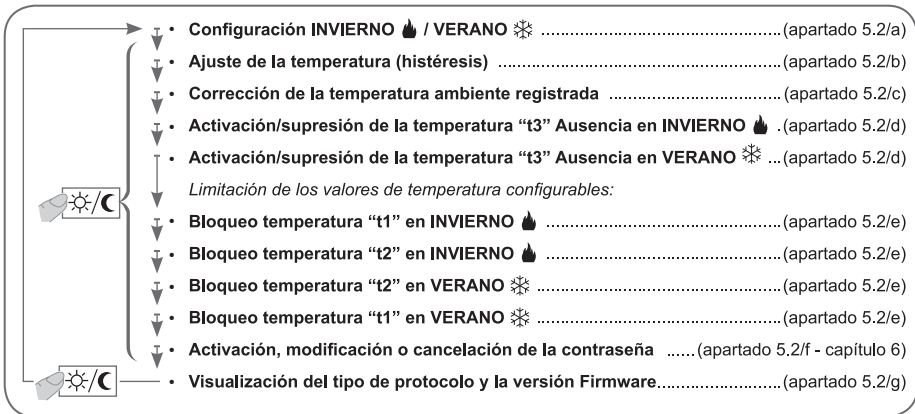 • Configuración INVIERNO / VERANO ........(apartado 5.2/a)
• Ajuste de la temperatura (histéresis) ........(apartado 5.2/b)
• Corrección de la temperatura ambiente registrada ........(apartado 5.2/c)
• Activación/supresión de la temperatura “t3” Ausencia en INVIERNO .(apartado 5.2/d)
• Activación/supresión de la temperatura “t3” Ausencia en VERANO ...(apartado 5.2/d)
Limitación de los valores de temperatura configurables:
• Bloqueo temperatura “t1” en INVIERNO ........(apartado 5.2/e)
• Bloqueo temperatura “t2” en INVIERNO ........(apartado 5.2/e)
• Bloqueo temperatura “t2” en VERANO ........(apartado 5.2/e)
• Bloqueo temperatura “t1” en VERANO ........(apartado 5.2/e)
• Activación, modificación o cancelación de la contraseña .....(apartado 5.2/f - capítulo 6)
• Visualización del tipo de protocolo y la versión Firmware........(apartado 5.2/g)